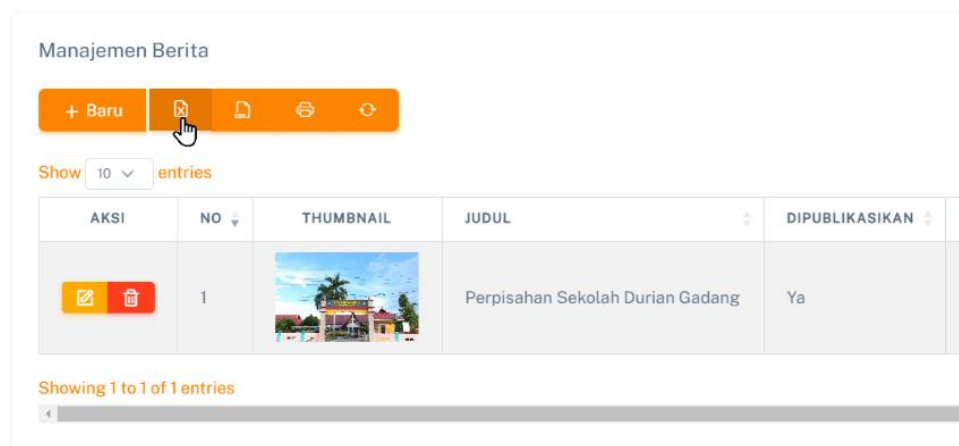 Manajemen Berita
+ Baru
Show 10 entries
AKSI NO THUMBNAIL JUDUL DIPUBLIKASIKAN
1 Perpisahan Sekolah Durian Gadang Ya
Showing 1 to 1 of 1 entries